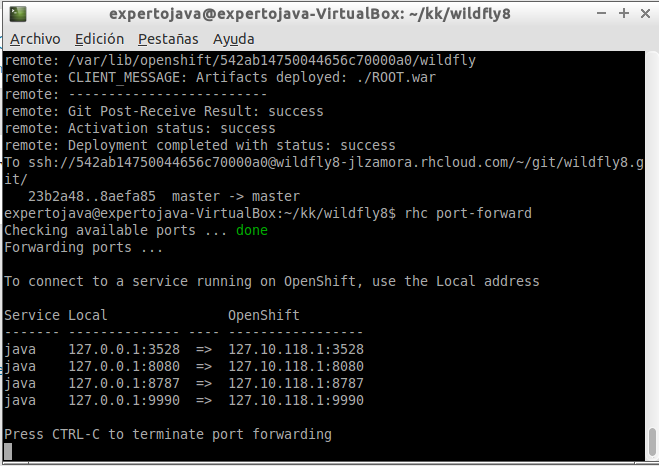 expertojava@expertojava-VirtualBox: ~/kk/wildfly8
Archivo Edición Pestañas Ayuda
remote: /var/lib/openshift/542ab14750044656c70000a0/wildfly
remote: CLIENT_MESSAGE: Artifacts deployed: ./ROOT.war
remote: -------------------------
remote: Git Post-Receive Result: success
remote: Activation status: success
remote: Deployment completed with status: success
To ssh://542ab14750044656c70000a0@wildfly8-jlzamora.rhcloud.com/~/git/wildfly8.g
it/
   23b2a48..8aefa85  master -> master
expertojava@expertojava-VirtualBox:~/kk/wildfly8$ rhc port-forward
Checking available ports ... done
Forwarding ports ...
To connect to a service running on OpenShift, use the Local address
Service Local               OpenShift
------- -------------- ---- -----------------
java    127.0.0.1:3528  =>  127.10.118.1:3528
java    127.0.0.1:8080  =>  127.10.118.1:8080
java    127.0.0.1:8787  =>  127.10.118.1:8787
java    127.0.0.1:9990  =>  127.10.118.1:9990
Press CTRL-C to terminate port forwarding